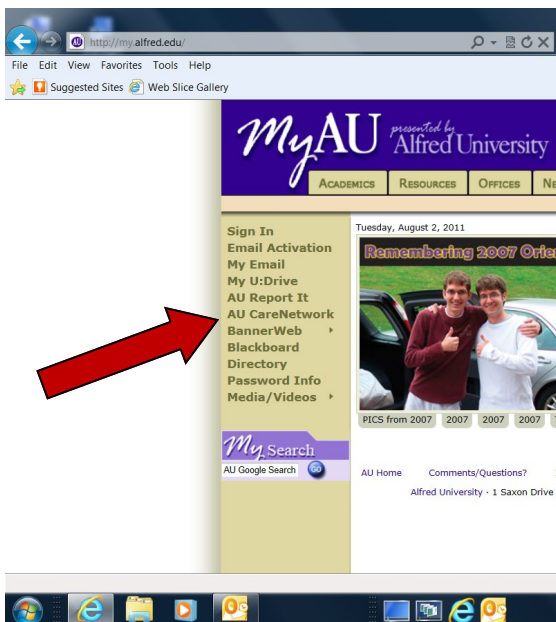 http://my.alfred.edu/
File Edit View Favorites Tools Help
Suggested Sites Web Slice Gallery
MyAU presented by Alfred University
ACADEMICS RESOURCES OFFICES
Tuesday, August 2, 2011
Remembering 2007
Sign In
Email Activation
My Email
My U:Drive
AU Report It
AU CareNetwork
BannerWeb
Blackboard
Directory
Password Info
Media/Videos
PICS from 2007 2007 2007 2007
My Search
AU Google Search GO
AU Home Comments/Questions?
Alfred University · 1 Saxon Drive